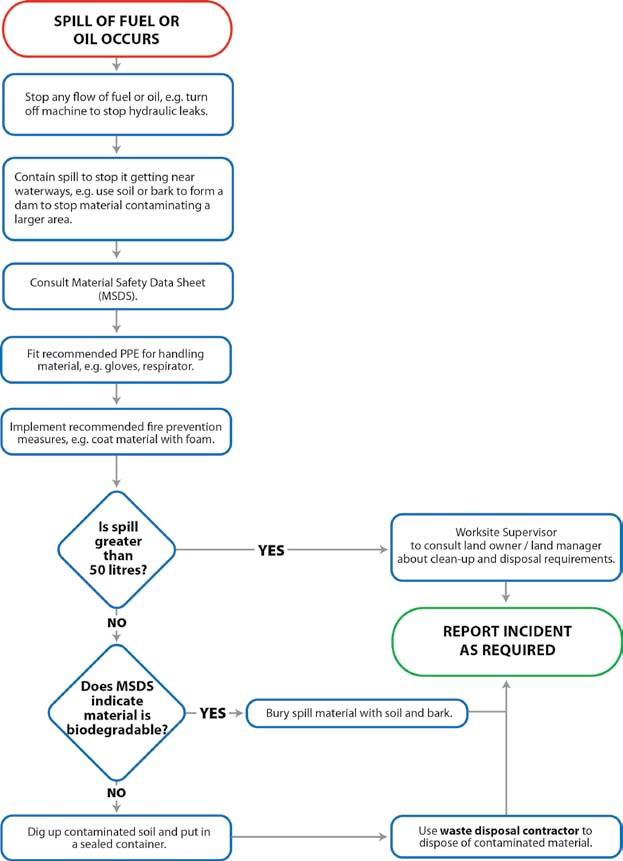 SPILL OF FUEL OR
OIL OCCURS
Stop any flow of fuel or oil, e.g. turn
off machine to stop hydraulic leaks.
Contain spill to stop it getting near
waterways, e.g. use soil or bark to form a
dam to stop material contaminating a
larger area.
Consult Material Safety Data Sheet
(MSDS).
Fit recommended PPE for handling
material, e.g. gloves, respirator.
Implement recommended fire prevention
measures, e.g. coat material with foam.
Is spill
greater
than
50 litres?
YES
Worksite Supervisor
to consult land owner / land manager
about clean-up and disposal requirements.
NO
REPORT INCIDENT
AS REQUIRED
Does MSDS
indicate
material is
biodegradable?
YES
Bury spill material with soil and bark.
NO
Dig up contaminated soil and put in
a sealed container.
Use waste disposal contractor to
dispose of contaminated material.